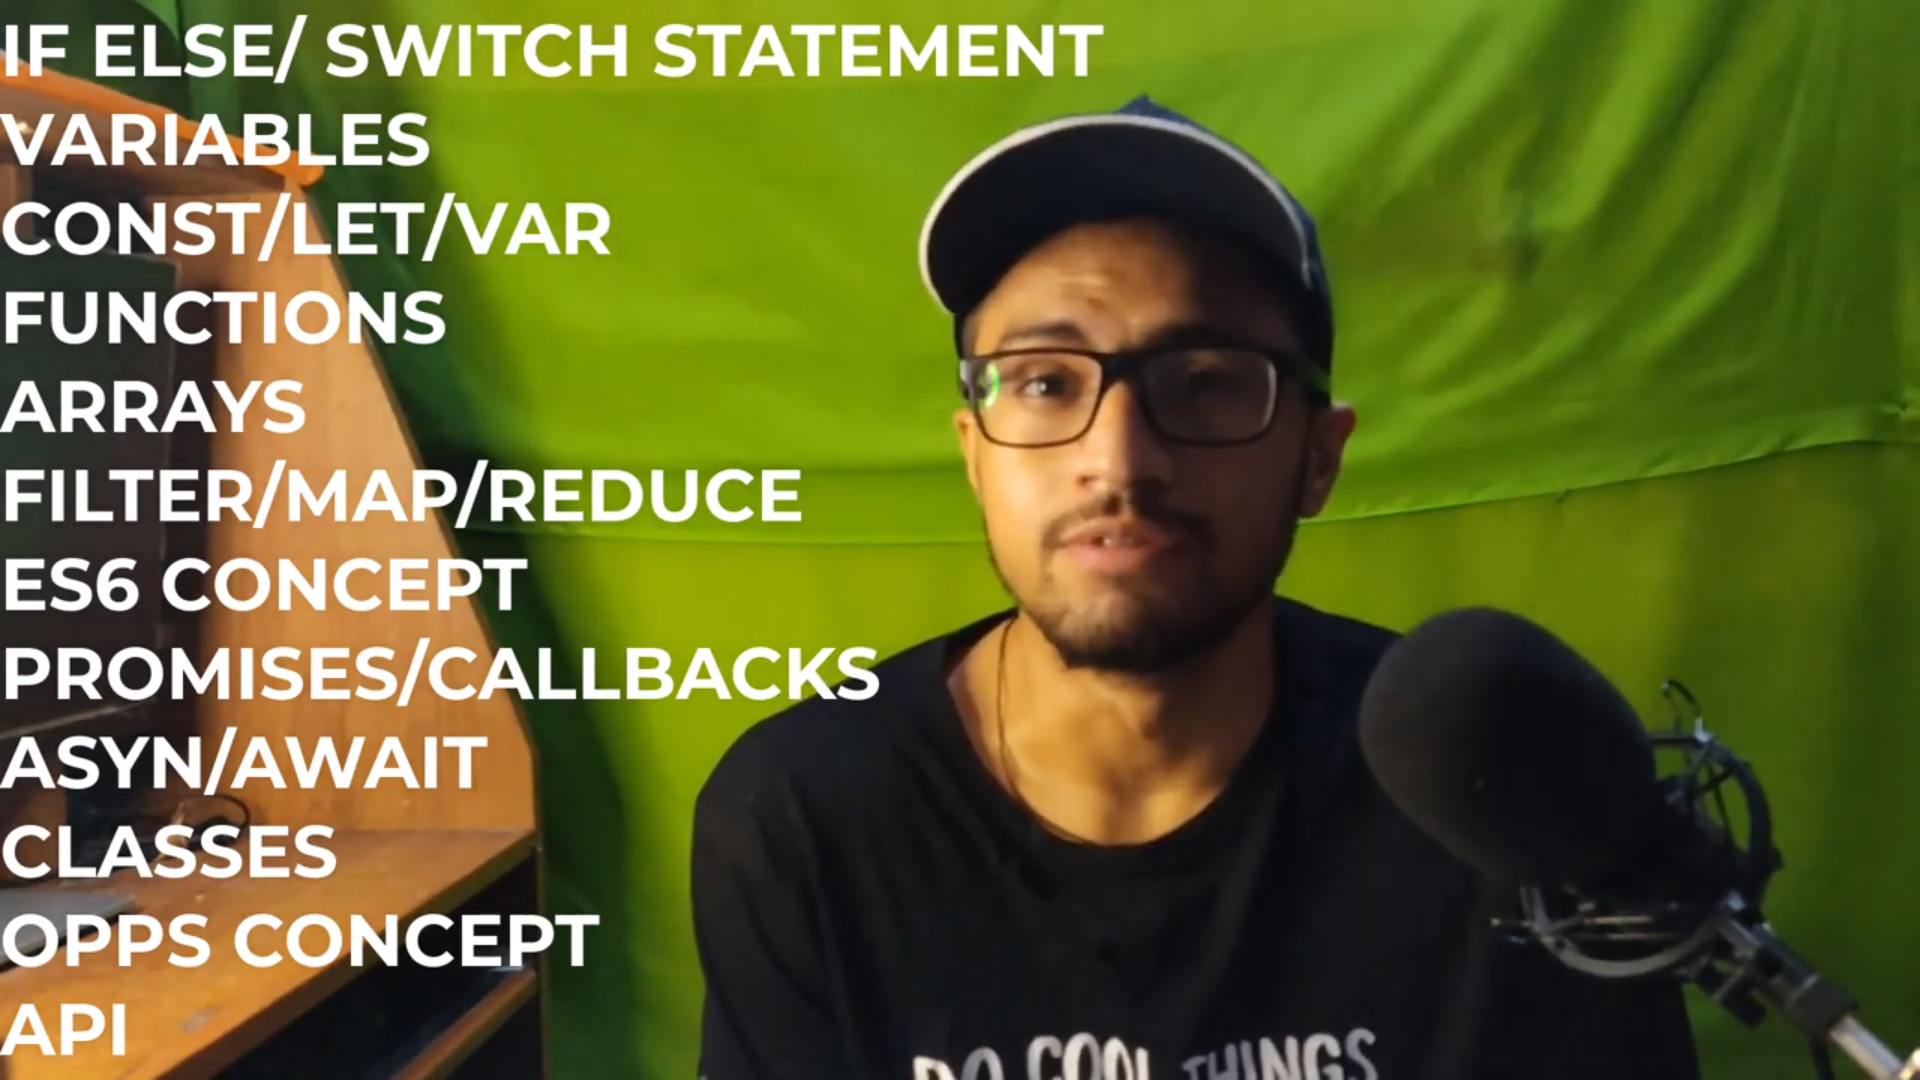 IF ELSE/ SWITCH STATEMENT
VARIABLES
CONST/LET/VAR
FUNCTIONS
ARRAYS
FILTER/MAP/REDUCE
ES6 CONCEPT
PROMISES/CALLBACKS
ASYN/AWAIT
CLASSES
OPPS CONCEPT
API
DO COOL THINGS